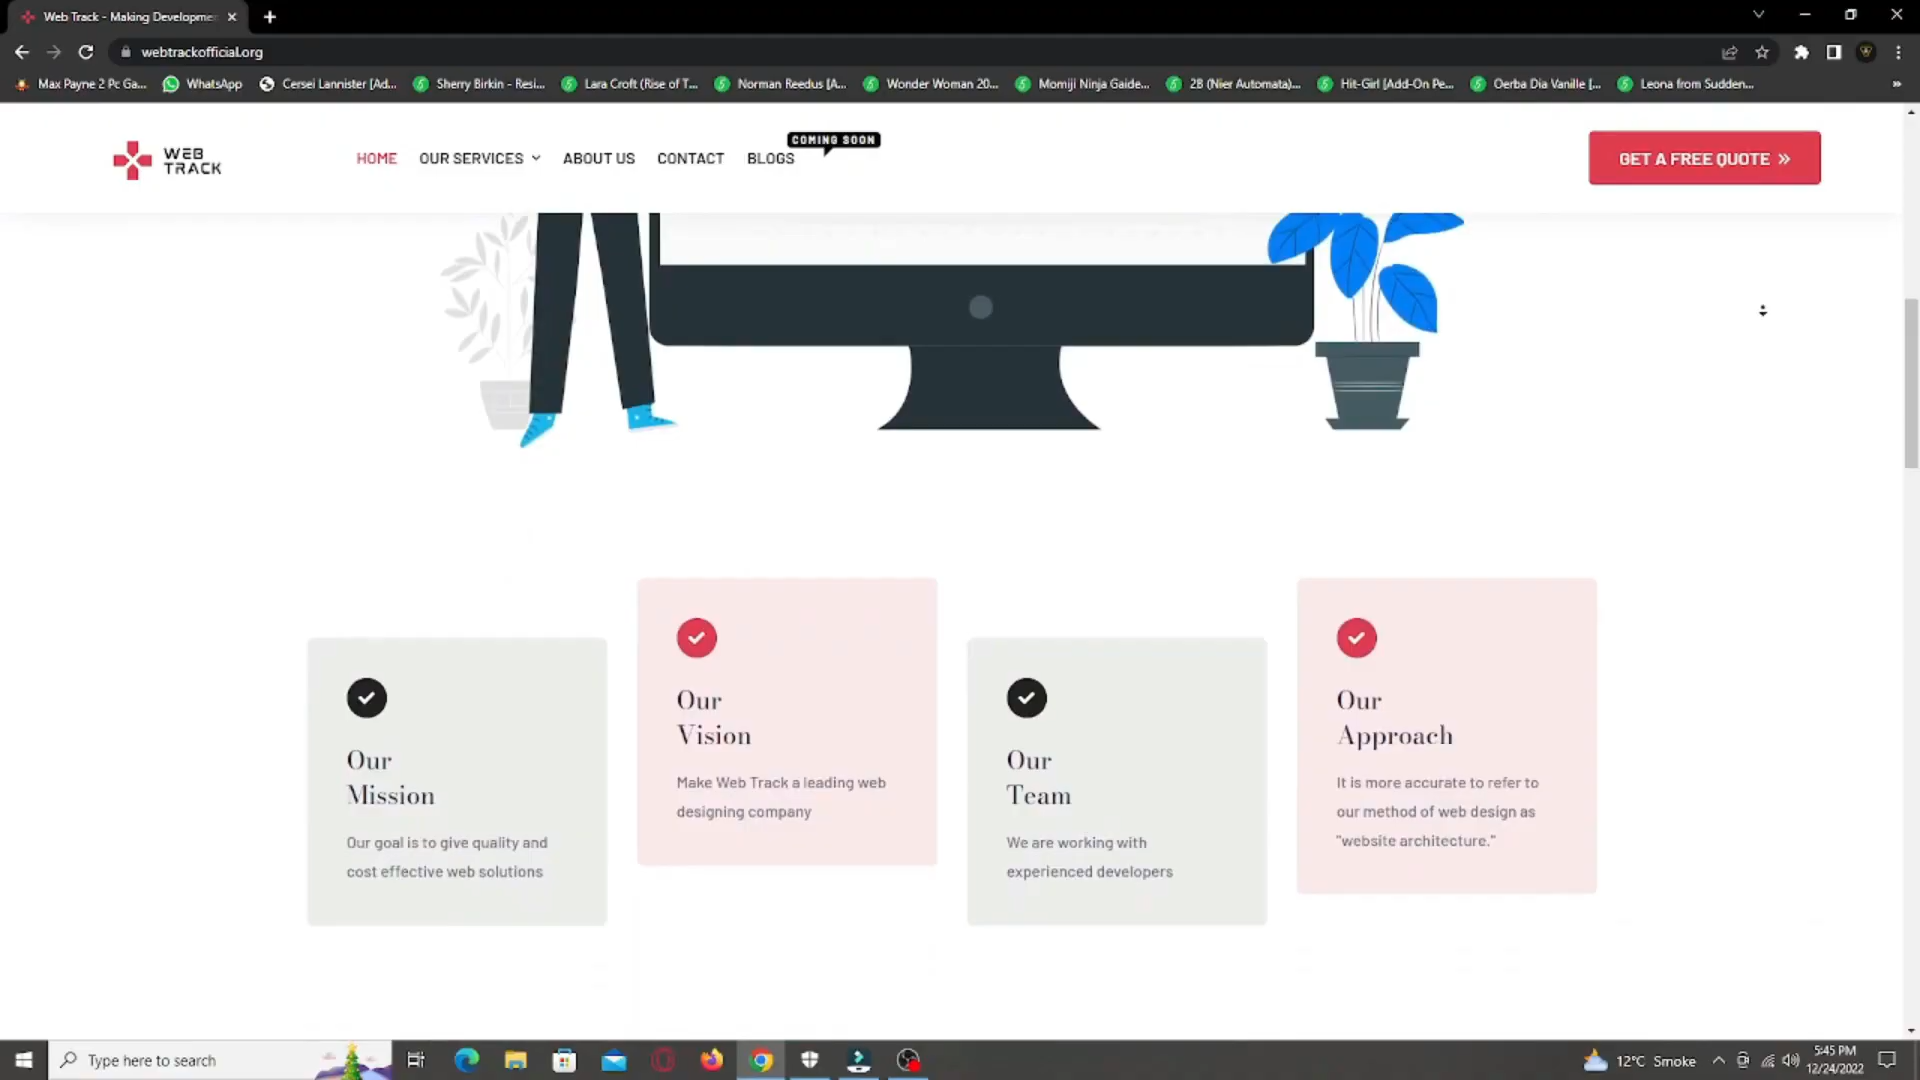 Web Track - Making Developme
webtrackofficial.org
Max Payne 2 Pc Ga...
WhatsApp
Cersei Lannister [Ad...
Sherry Birkin - Resi...
Lara Croft (Rise of T...
Norman Reedus [A...
Wonder Woman 20...
Momiji Ninja Gaide...
2B (Nier Automata)...
Hit-Girl [Add-On Pe...
Oerba Dia Vanille [...
Leona from Sudden...
WEB
TRACK
HOME
OUR SERVICES
ABOUT US
CONTACT
BLOGS
COMING SOON
GET A FREE QUOTE »
Our
Mission
Our goal is to give quality and
cost effective web solutions
Our
Vision
Make Web Track a leading web
designing company
Our
Team
We are working with
experienced developers
Our
Approach
It is more accurate to refer to
our method of web design as
"website architecture."
Type here to search
12°C Smoke
5:45 PM
12/24/2022